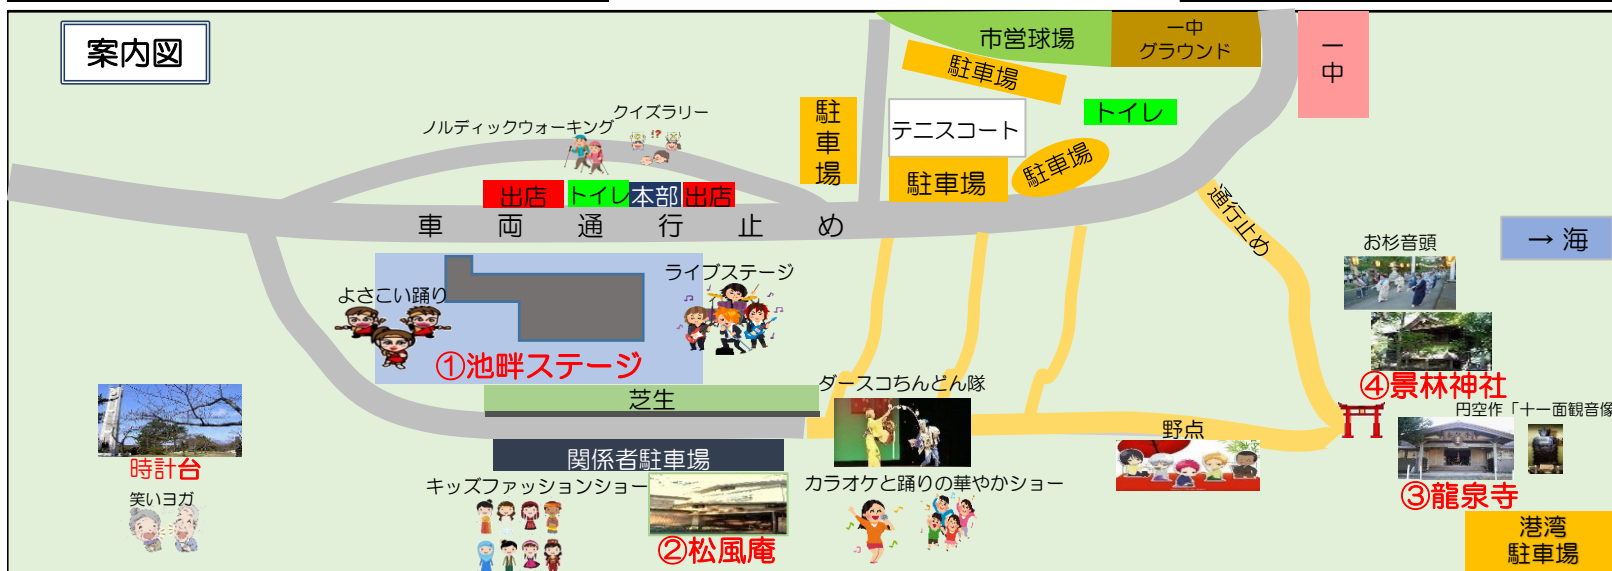 案内図
市営球場
一中
グラウンド
一中
駐車場
駐車場
トイレ
テニスコート
駐車場
駐車場
クイズラリー
ノルディックウォーキング
出店
トイレ
本部
出店
車両通行止め
通行止め
→ 海
お杉音頭
よさこい踊り
ライブステージ
①池畔ステージ
④景林神社
円空作「十一面観音像
芝生
ダースコちんどん隊
野点
時計台
関係者駐車場
③龍泉寺
笑いヨガ
キッズファッションショー
カラオケと踊りの華やかショー
②松風庵
港湾
駐車場